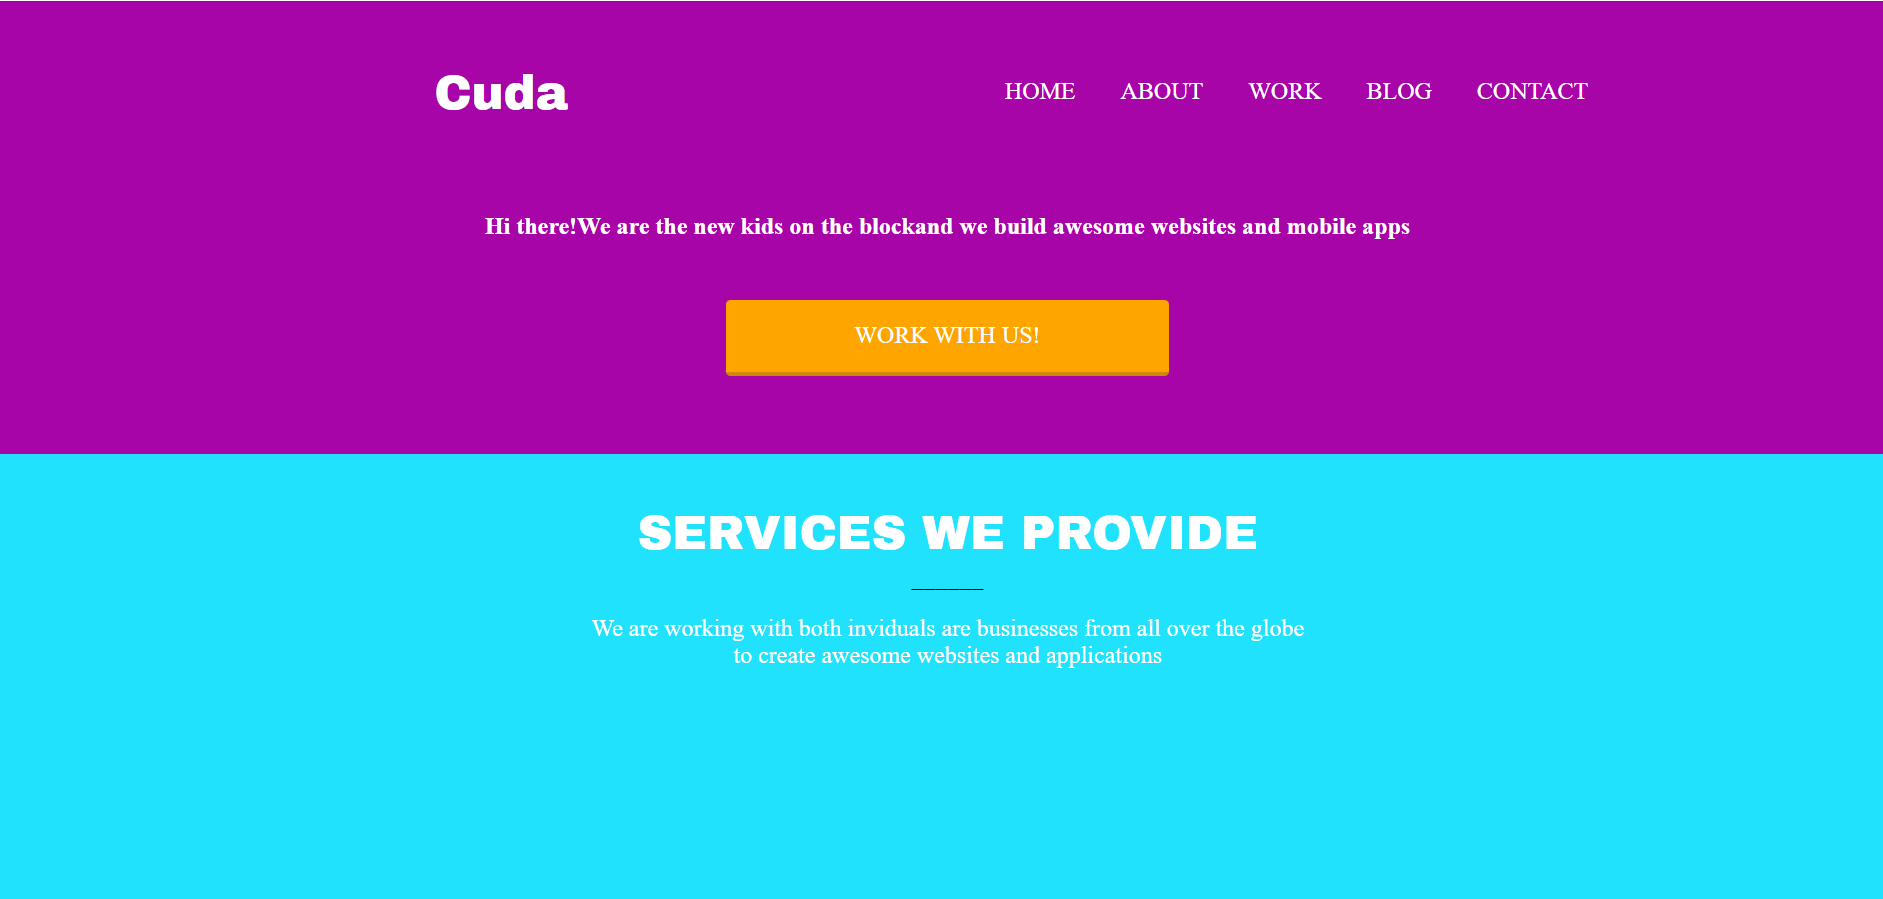 Cuda
HOME ABOUT WORK BLOG CONTACT
Hi there!We are the new kids on the blockand we build awesome websites and mobile apps
WORK WITH US!
SERVICES WE PROVIDE
______
We are working with both inviduals are businesses from all over the globe
to create awesome websites and applications